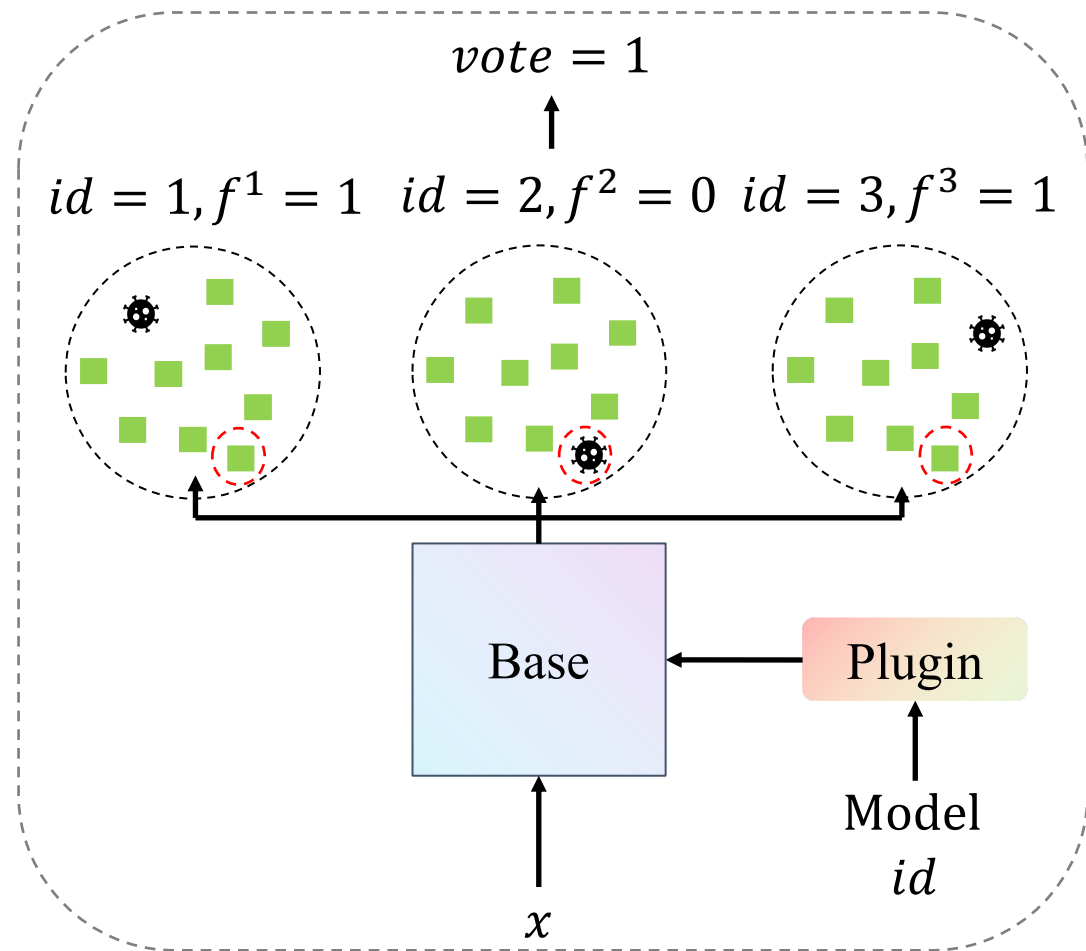 vote = 1
id = 1, f¹ = 1 id = 2, f² = 0 id = 3, f³ = 1
Base
Plugin
Model
id
x